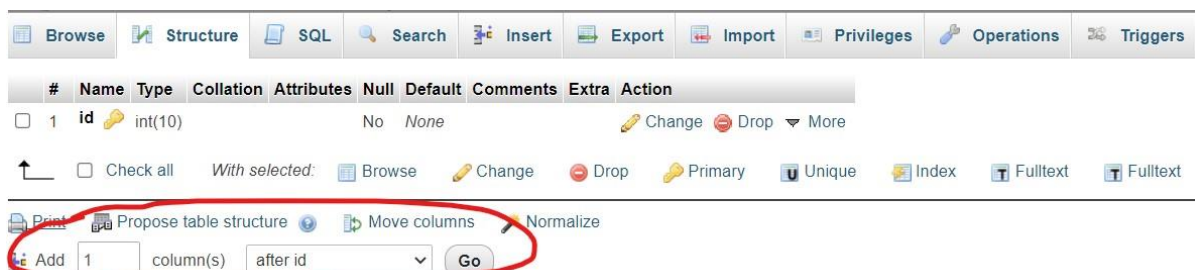 Browse Structure SQL Search Insert Export Import Privileges Operations Triggers
# Name Type Collation Attributes Null Default Comments Extra Action
1 id int(10) No None Change Drop More
Check all With selected: Browse Change Drop Primary U Unique Index T Fulltext T Fulltext
Print Propose table structure Move columns Normalize
Add 1 column(s) after id Go